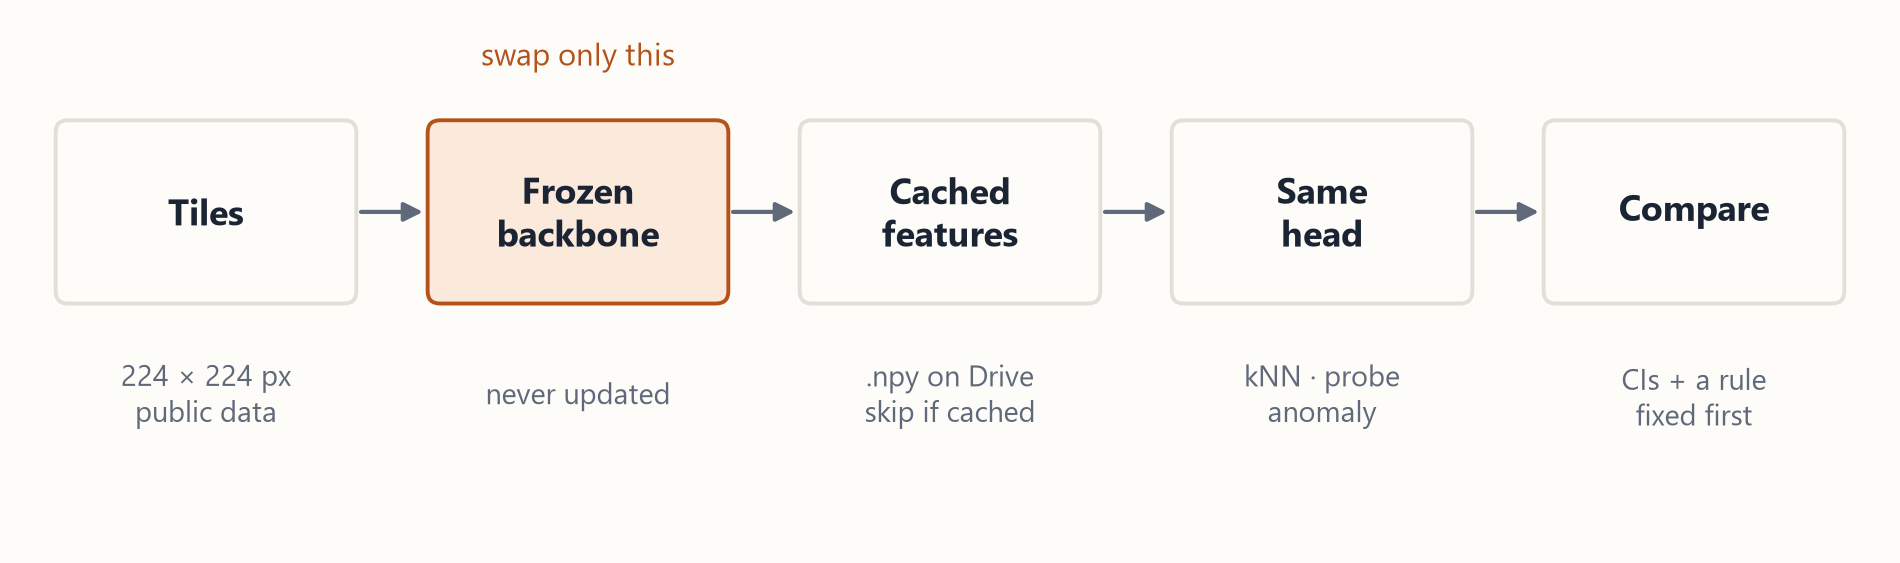 swap only this
Tiles
Frozen
backbone
Cached
features
Same
head
Compare
224 × 224 px
public data
never updated
.npy on Drive
skip if cached
kNN · probe
anomaly
CIs + a rule
fixed first